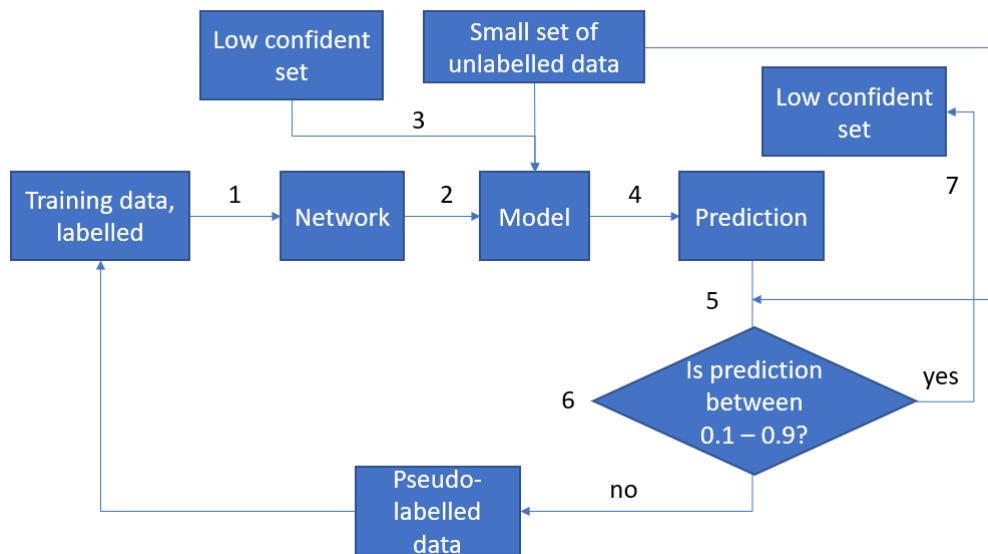 Low confident
set
Small set of
unlabelled data
Low confident
set
3
7
Training data,
labelled
1
Network
2
Model
4
Prediction
5
Is prediction
between
0.1 – 0.9?
6
yes
no
Pseudo-
labelled
data